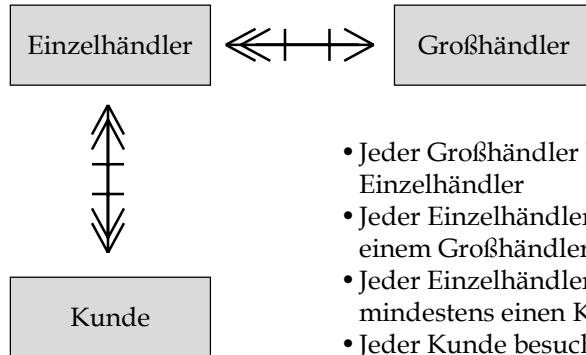 Einzelhändler
Großhändler
• Jeder Großhändler
Einzelhändler
• Jeder Einzelhändler
einem Großhändler
• Jeder Einzelhändler
mindestens einen
• Jeder Kunde besuch
Kunde